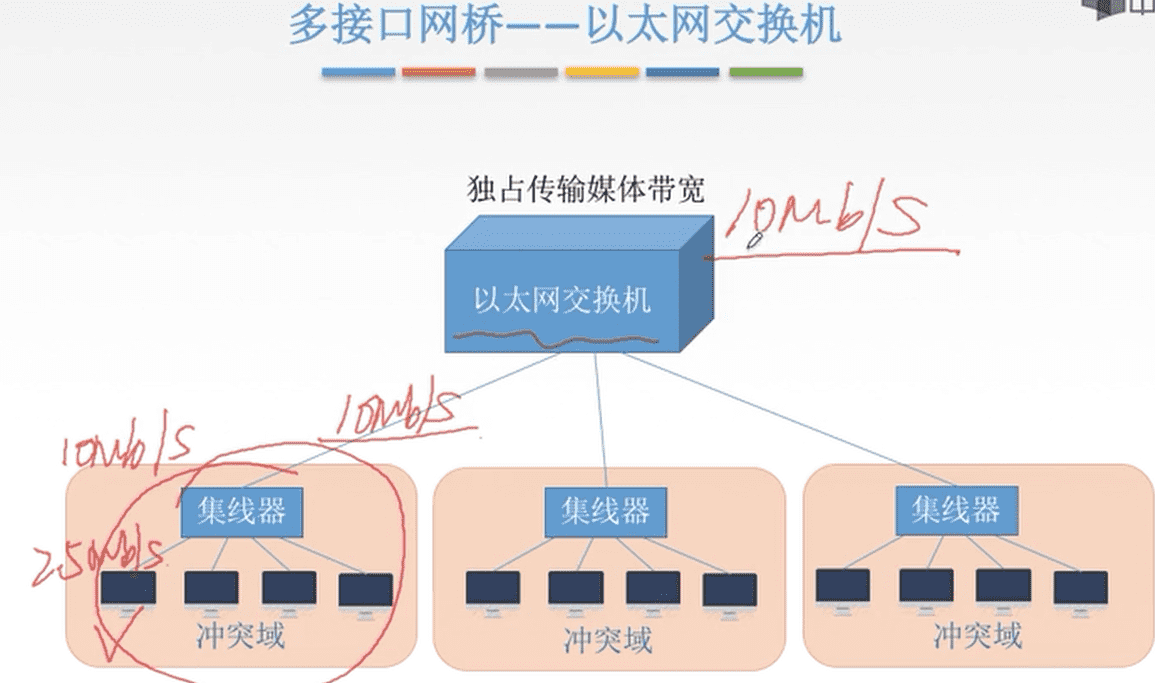 多接口网桥——以太网交换机
独占传输媒体带宽
10Mb/s
以太网交换机
10Mb/s
10Mb/s
集线器
集线器
集线器
2.5Mb/s
冲突域
冲突域
冲突域